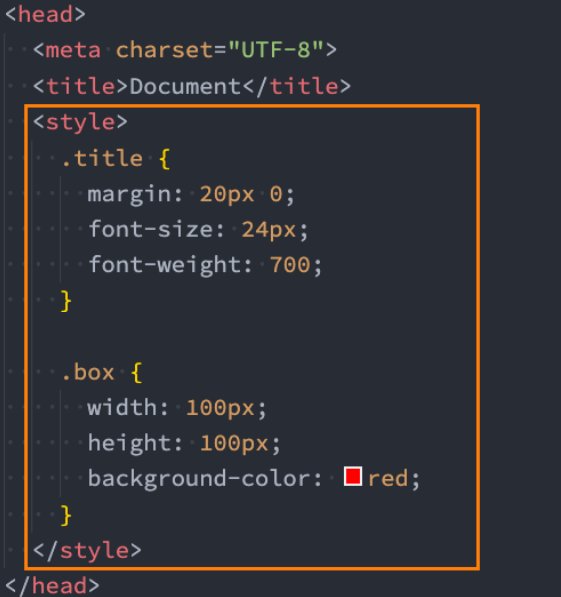 <head>
<meta charset="UTF-8">
<title>Document</title>
<style>
.title {
margin: 20px 0;
font-size: 24px;
font-weight: 700;
}
.box {
width: 100px;
height: 100px;
background-color: red;
}
</style>
</head>